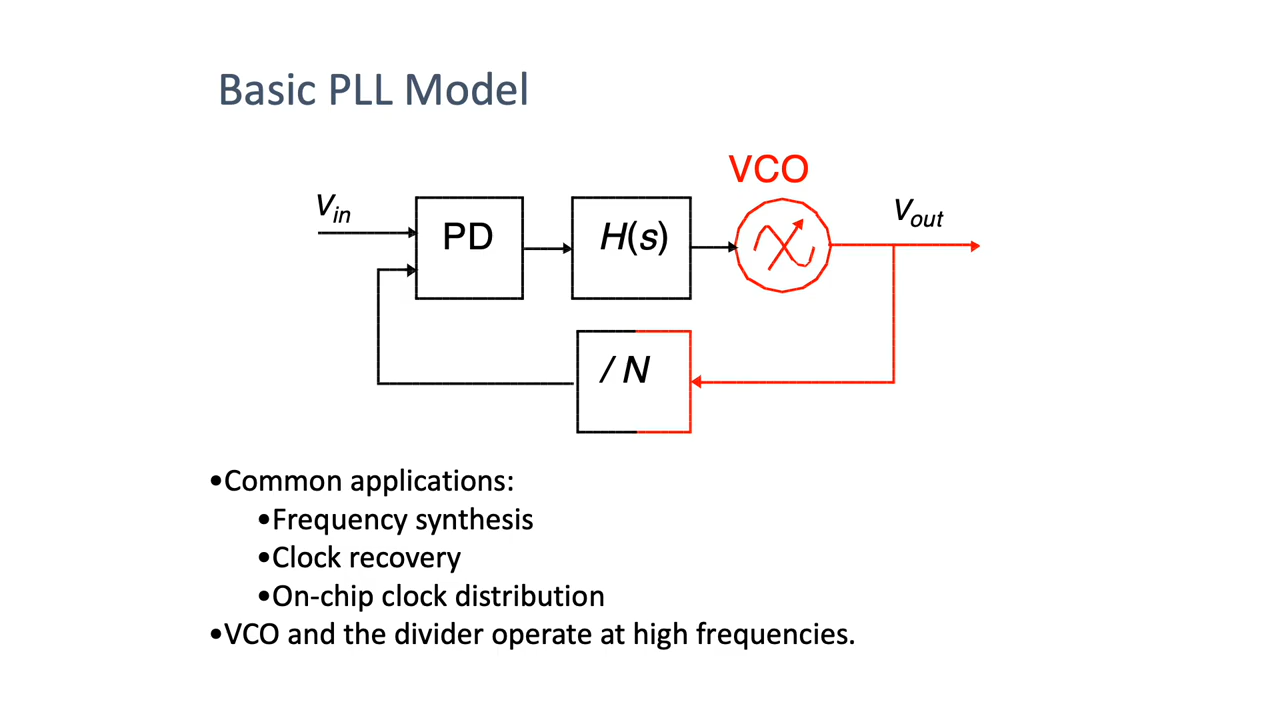 Basic PLL Model
VCO
Vin
PD
H(s)
Vout
/ N
•Common applications:
•Frequency synthesis
•Clock recovery
•On-chip clock distribution
•VCO and the divider operate at high frequencies.